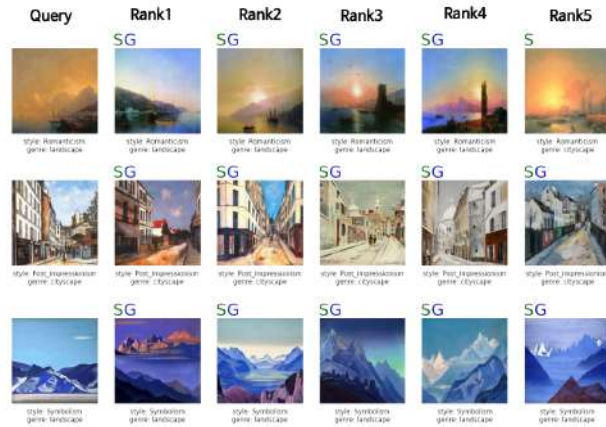 Query Rank1 Rank2 Rank3 Rank4 Rank5
SG SG SG SG S
style: Romanticism style: Romanticism style: Romanticism style: Romanticism style: Romanticism style: Romanticism
genre: landscape genre: landscape genre: landscape genre: landscape genre: landscape genre: cityscape
SG SG SG SG SG
style: Post_Impressionism style: Post_Impressionism style: Post_Impressionism style: Post_Impressionism style: Post_Impressionism style: Post_Impressionism
genre: cityscape genre: cityscape genre: cityscape genre: cityscape genre: cityscape genre: cityscape
SG SG SG SG SG
style: Symbolism style: Symbolism style: Symbolism style: Symbolism style: Symbolism style: Symbolism
genre: landscape genre: landscape genre: landscape genre: landscape genre: landscape genre: landscape